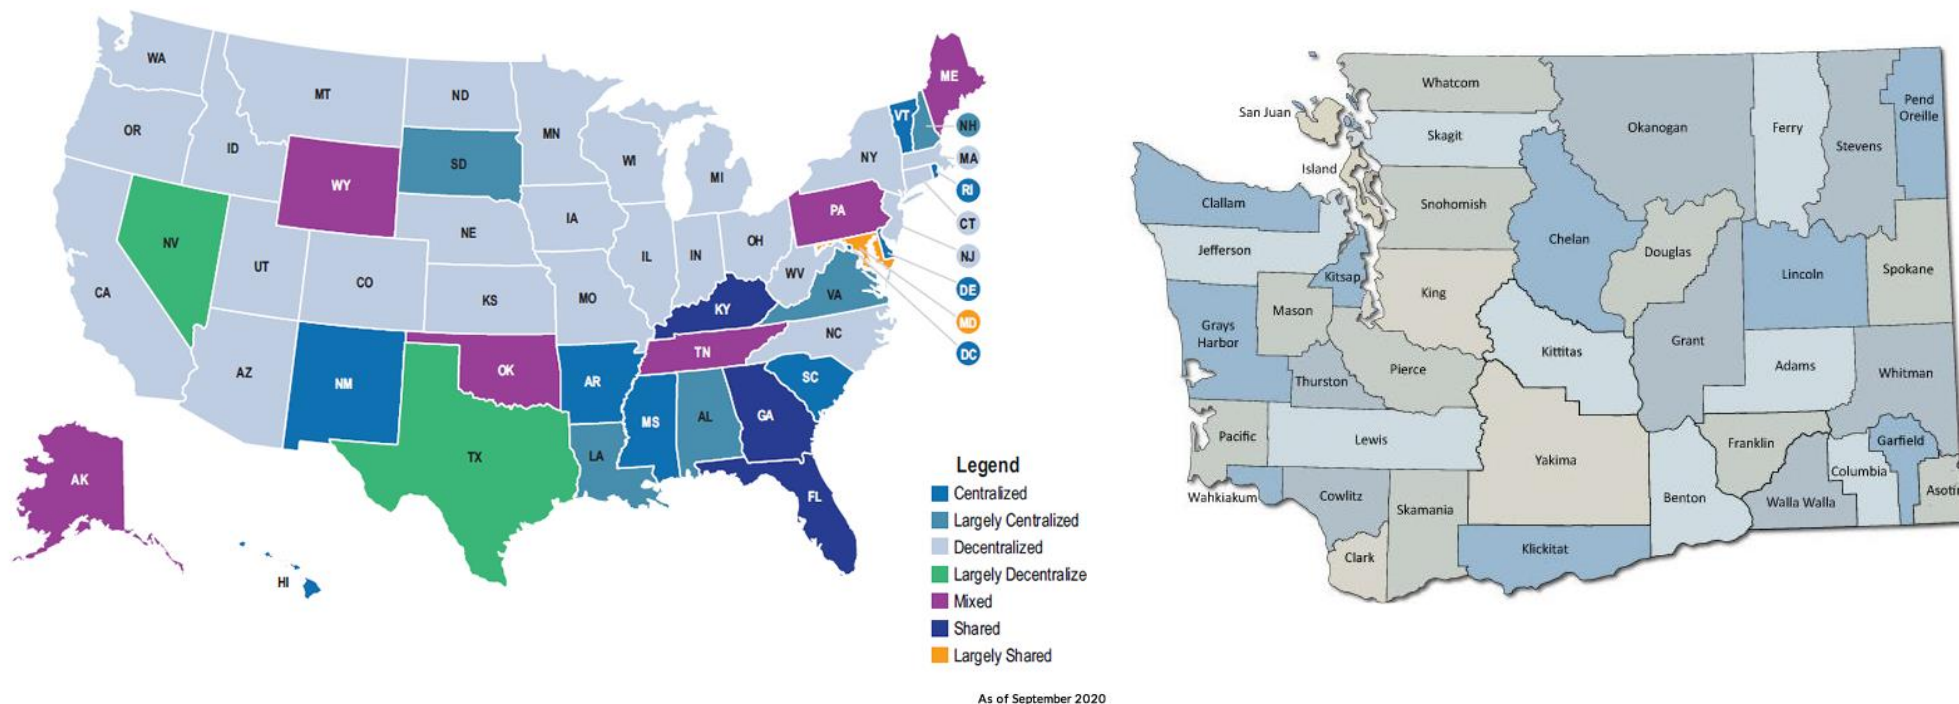 WA
MT
ND
MN
OR
ID
WY
SD
WI
MI
NY
VT
ME
NH
MA
RI
CT
NJ
DE
MD
DC
NV
UT
CA
CO
NE
IA
IL
IN
OH
PA
WV
VA
KS
MO
KY
NC
TN
AZ
NM
OK
AR
SC
MS
AL
GA
TX
LA
FL
AK
HI
Legend
Centralized
Largely Centralized
Decentralized
Largely Decentralize
Mixed
Shared
Largely Shared
Whatcom
San Juan
Skagit
Island
Okanogan
Ferry
Stevens
Pend
Oreille
Clallam
Snohomish
Jefferson
Kitsap
Chelan
Douglas
Lincoln
Spokane
King
Mason
Grays
Harbor
Grant
Kittitas
Adams
Whitman
Pierce
Thurston
Pacific
Lewis
Yakima
Franklin
Garfield
Columbia
Asotin
Wahkiakum
Cowlitz
Skamania
Benton
Walla Walla
Clark
Klickitat
As of September 2020